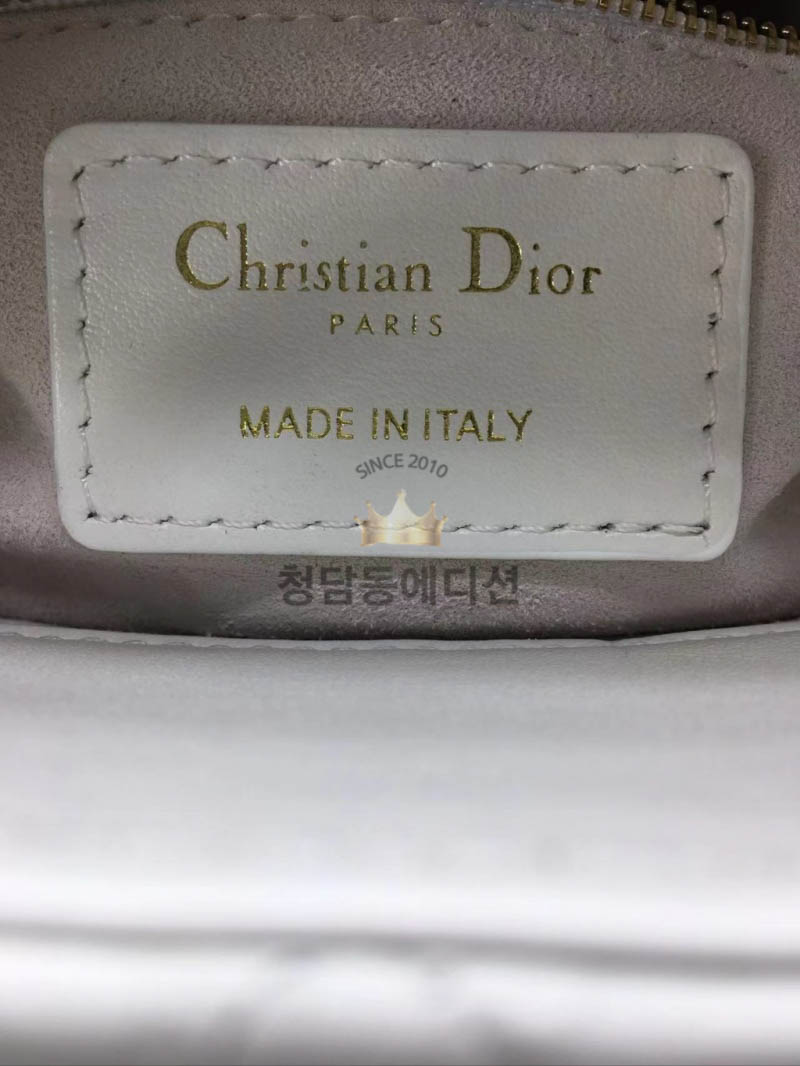 Christian Dior
PARIS
MADE IN ITALY
SINCE 2010
청담동에디션